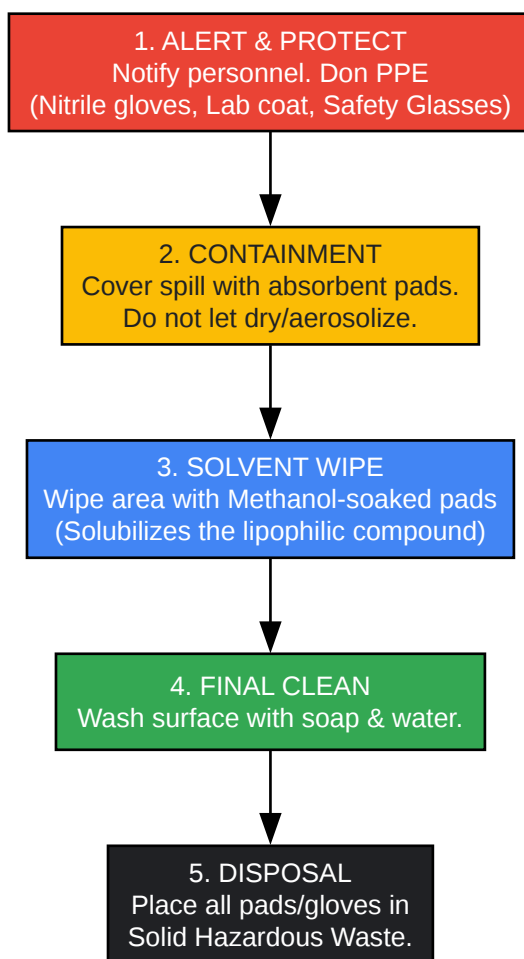 1. ALERT & PROTECT
Notify personnel. Don PPE
(Nitrile gloves, Lab coat, Safety Glasses)
2. CONTAINMENT
Cover spill with absorbent pads.
Do not let dry/aerosolize.
3. SOLVENT WIPE
Wipe area with Methanol-soaked pads
(Solubilizes the lipophilic compound)
4. FINAL CLEAN
Wash surface with soap & water.
5. DISPOSAL
Place all pads/gloves in
Solid Hazardous Waste.